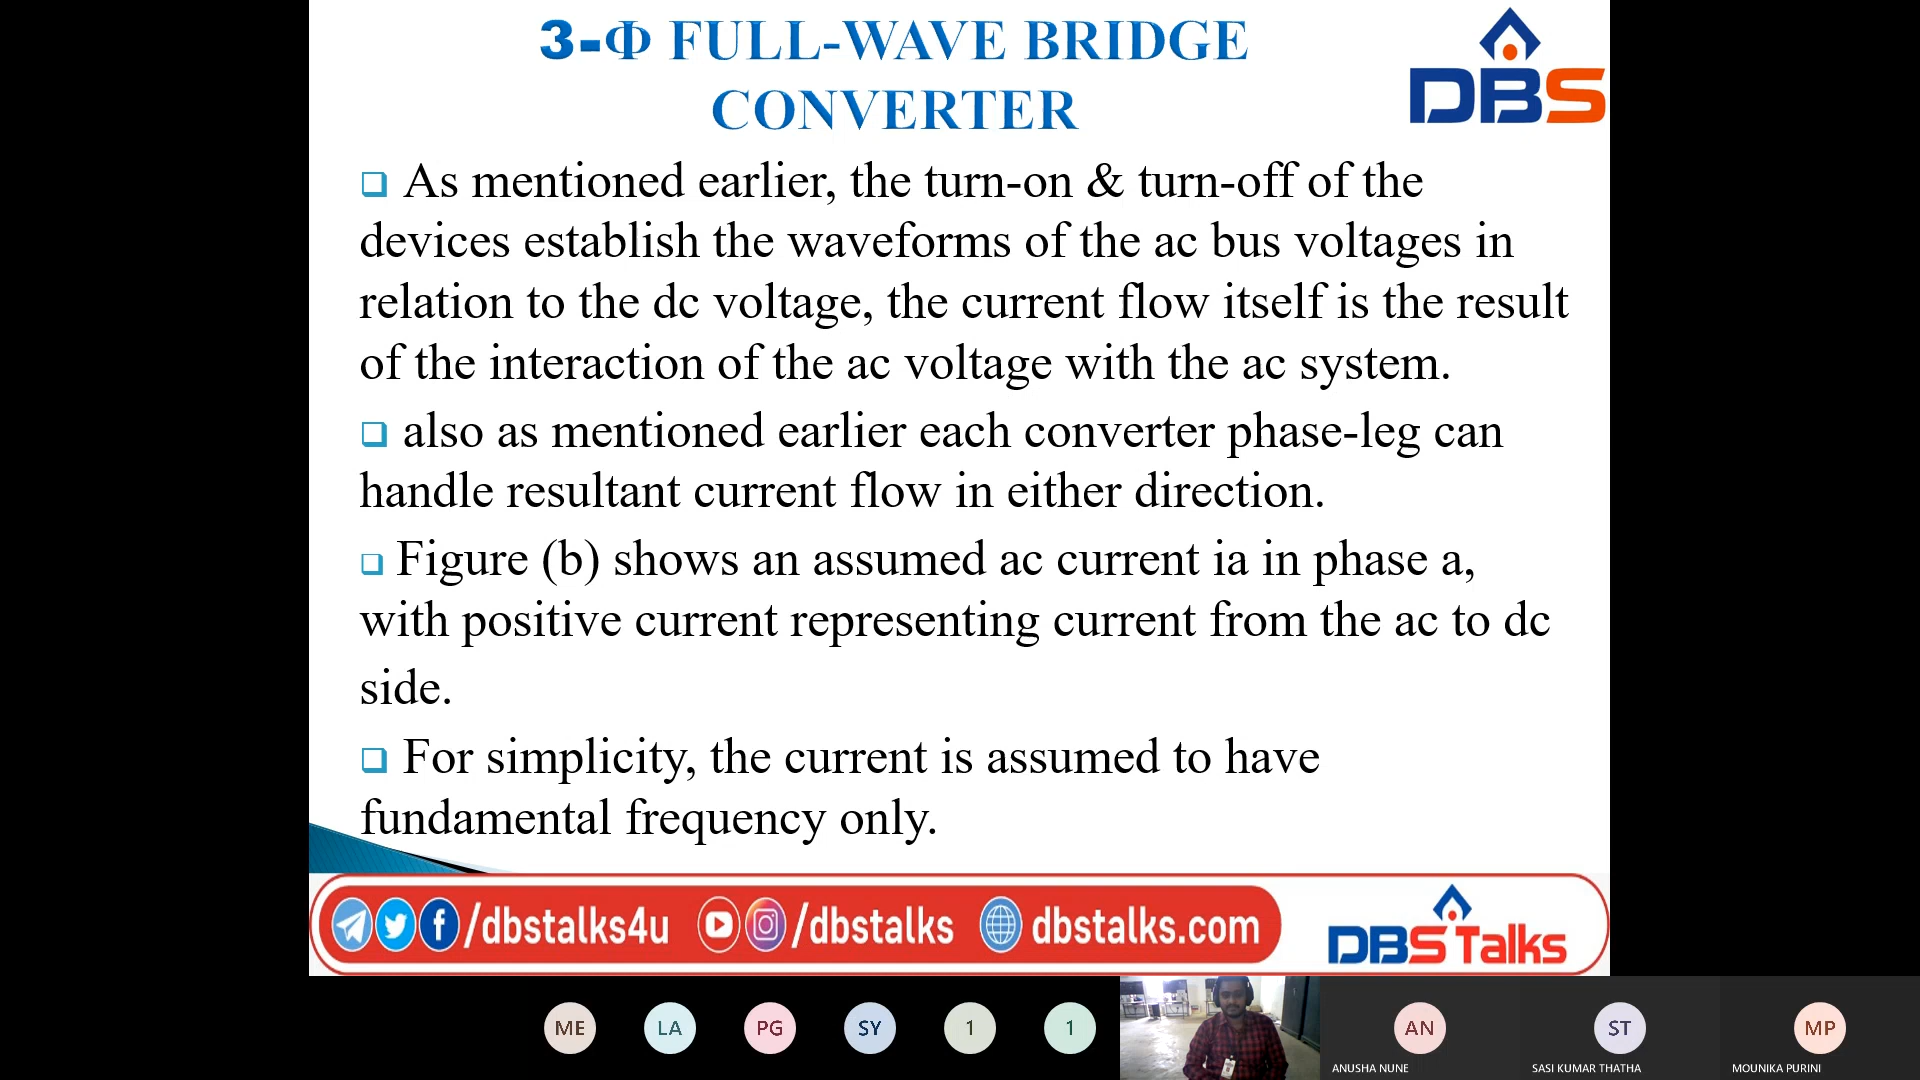 3-Φ FULL-WAVE BRIDGE
CONVERTER
DBS
❑ As mentioned earlier, the turn-on & turn-off of the
devices establish the waveforms of the ac bus voltages in
relation to the dc voltage, the current flow itself is the result
of the interaction of the ac voltage with the ac system.
❑ also as mentioned earlier each converter phase-leg can
handle resultant current flow in either direction.
❑ Figure (b) shows an assumed ac current ia in phase a,
with positive current representing current from the ac to dc
side.
❑ For simplicity, the current is assumed to have
fundamental frequency only.
/dbstalks4u /dbstalks dbstalks.com
DBS Talks
ME LA PG SY 1 1 AN ST MP
ANUSHA NUNE SASI KUMAR THATHA MOUNIKA PURINI